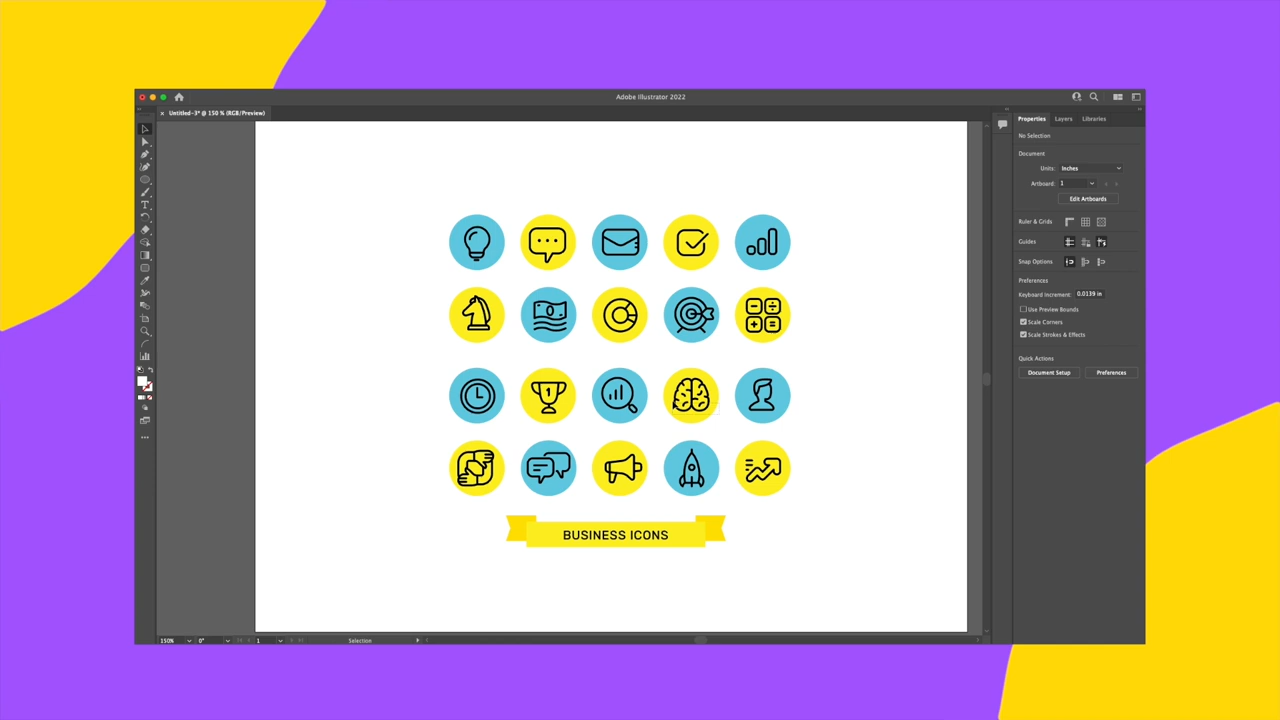 Adobe Illustrator 2022
Untitled-3* @ 150 % (RGB/Preview)
Properties Layers Libraries
No Selection
Document
Units: Inches
Artboard: 1
Edit Artboards
Ruler & Grids
Guides
Snap Options
Preferences
Keyboard Increment: 0.0139 in
Use Preview Bounds
Scale Corners
Scale Strokes & Effects
Quick Actions
Document Setup Preferences
1
BUSINESS ICONS
150% 0° 1 Selection